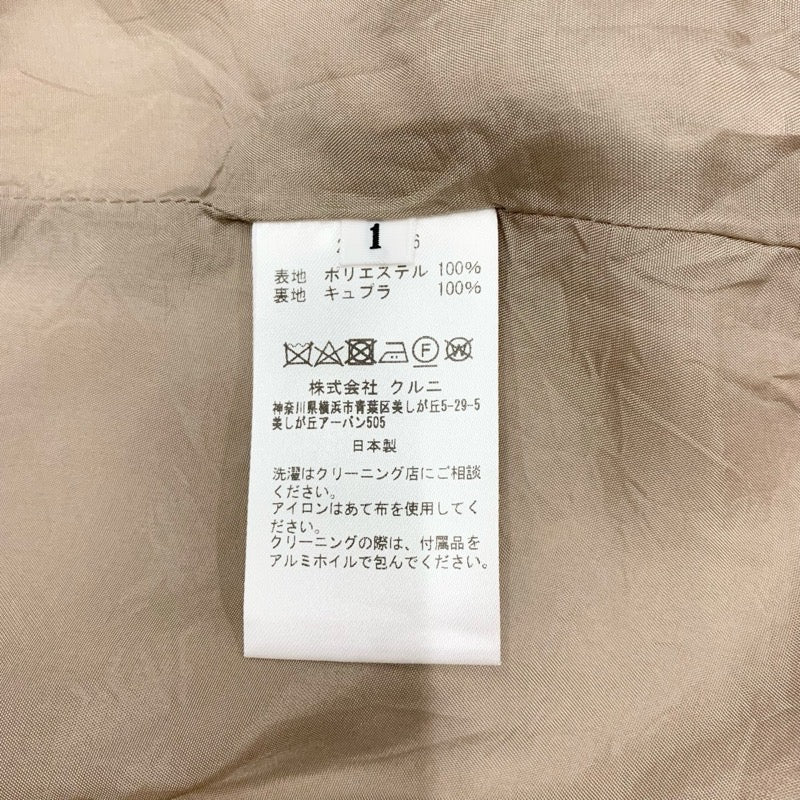 1
表地 ポリエステル 100%
裏地 キュプラ 100%
F W
株式会社 クルニ
神奈川県横浜市青葉区美しが丘5-29-5
美しが丘アーバン505
日本製
洗濯はクリーニング店にご相談
ください。
アイロンはあて布を使用してく
ださい。
クリーニングの際は、付属品を
アルミホイルで包んでください。